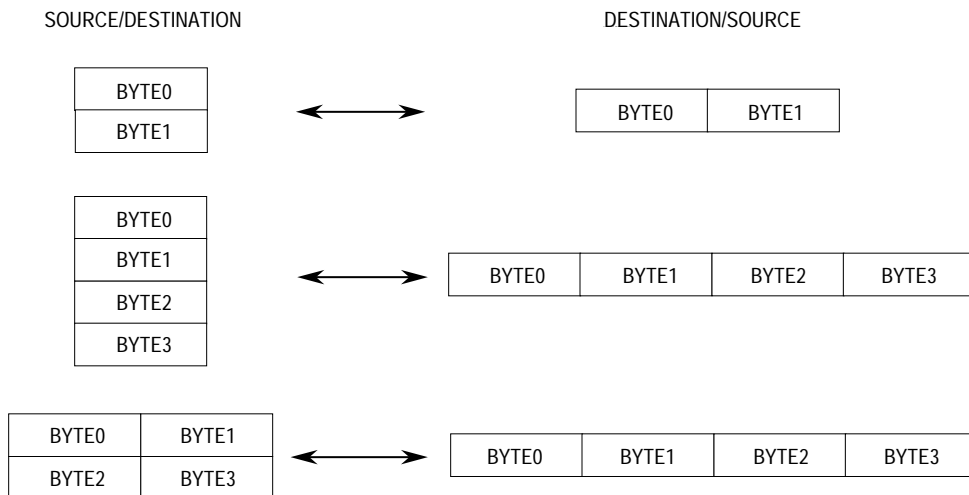 SOURCE/DESTINATION DESTINATION/SOURCE
BYTE0
BYTE1
BYTE0 BYTE1
BYTE0
BYTE1
BYTE2
BYTE3
BYTE0 BYTE1 BYTE2 BYTE3
BYTE0 BYTE1
BYTE2 BYTE3
BYTE0 BYTE1 BYTE2 BYTE3